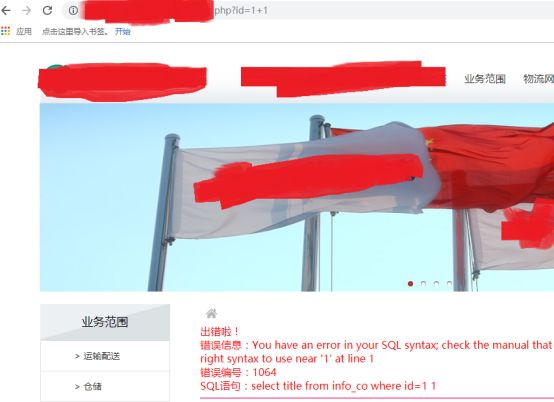 php?id=1+1
应用 点击这里导入书签。 开始
业务范围 物流网
业务范围
> 运输配送
> 仓储
出错啦！
错误信息：You have an error in your SQL syntax; check the manual that
right syntax to use near '1' at line 1
错误编号：1064
SQL语句：select title from info_co where id=1 1